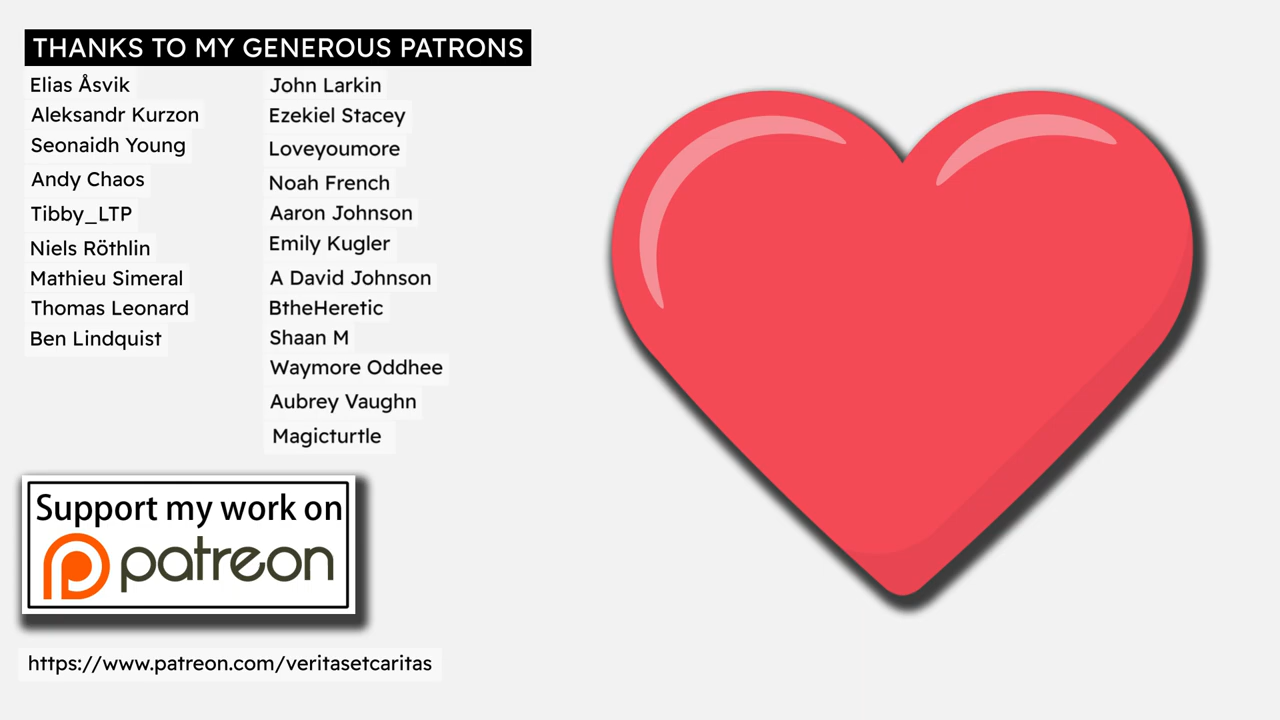 THANKS TO MY GENEROUS PATRONS
Elias Åsvik
Aleksandr Kurzon
Seonaidh Young
Andy Chaos
Tibby_LTP
Niels Röthlin
Mathieu Simeral
Thomas Leonard
Ben Lindquist
John Larkin
Ezekiel Stacey
Loveyoumore
Noah French
Aaron Johnson
Emily Kugler
A David Johnson
BtheHeretic
Shaan M
Waymore Oddhee
Aubrey Vaughn
Magicturtle
Support my work on
patreon
https://www.patreon.com/veritasetcaritas